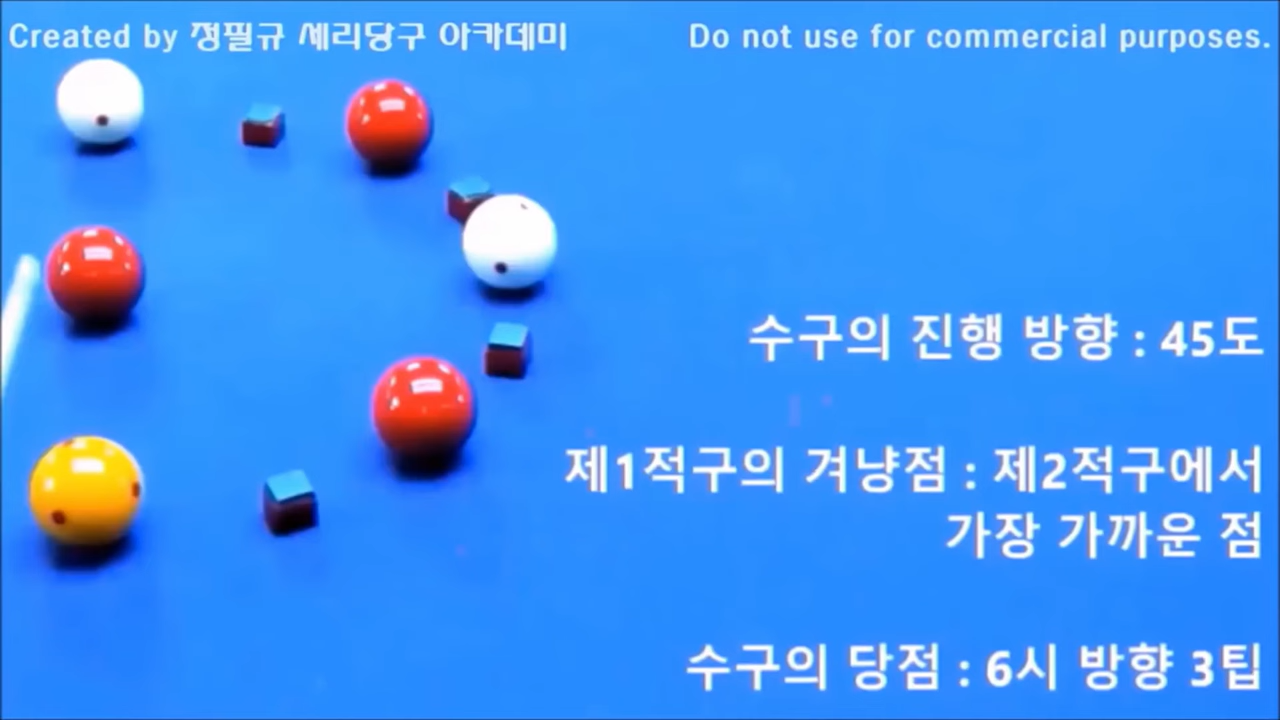 Created by 정필규 세리당구 아카데미
Do not use for commercial purposes.
수구의 진행 방향 : 45도
제1적구의 겨냥점 : 제2적구에서
가장 가까운 점
수구의 당점 : 6시 방향 3팁